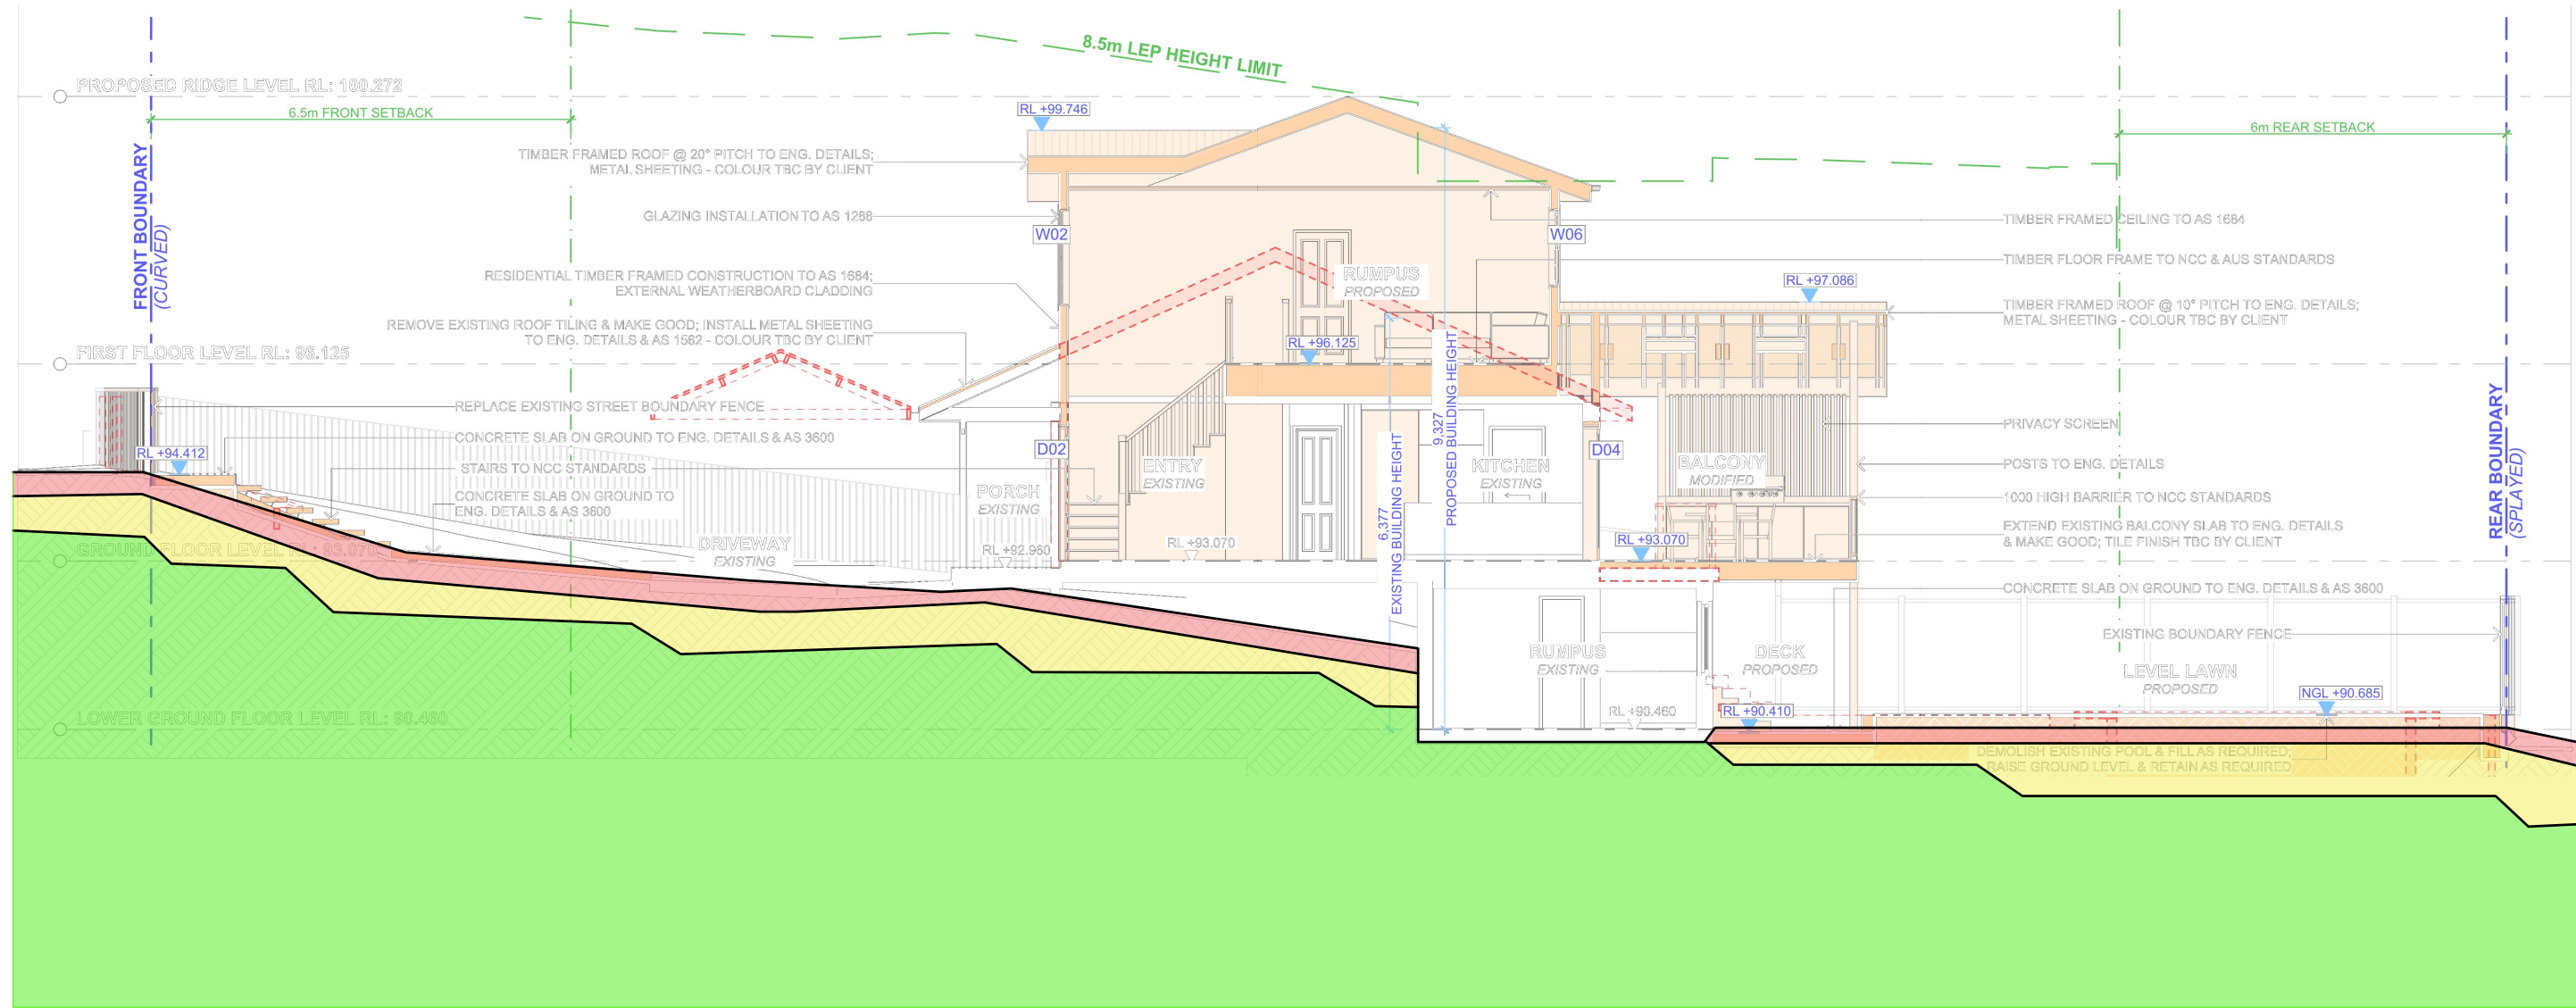 8.5m LEP HEIGHT LIMIT
PROPOSED RIDGE LEVEL RL: 100.272
6.5m FRONT SETBACK
RL +99.746
6m REAR SETBACK
TIMBER FRAMED ROOF @ 20° PITCH TO ENG. DETAILS;
METAL SHEETING - COLOUR TBC BY CLIENT
FRONT BOUNDARY
(CURVED)
GLAZING INSTALLATION TO AS 1288
TIMBER FRAMED CEILING TO AS 1684
W02
W06
TIMBER FLOOR FRAME TO NCC & AUS STANDARDS
RESIDENTIAL TIMBER FRAMED CONSTRUCTION TO AS 1684;
EXTERNAL WEATHERBOARD CLADDING
RUMPUS
PROPOSED
RL +97.086
TIMBER FRAMED ROOF @ 10° PITCH TO ENG. DETAILS;
METAL SHEETING - COLOUR TBC BY CLIENT
REMOVE EXISTING ROOF TILING & MAKE GOOD; INSTALL METAL SHEETING
TO ENG. DETAILS & AS 1562 - COLOUR TBC BY CLIENT
RL +96.125
FIRST FLOOR LEVEL RL: 96.125
9,327
PROPOSED BUILDING HEIGHT
6,377
EXISTING BUILDING HEIGHT
REPLACE EXISTING STREET BOUNDARY FENCE
PRIVACY SCREEN
REAR BOUNDARY
(SPLAYED)
CONCRETE SLAB ON GROUND TO ENG. DETAILS & AS 3600
RL +94.412
D02
D04
STAIRS TO NCC STANDARDS
ENTRY
EXISTING
KITCHEN
EXISTING
BALCONY
MODIFIED
POSTS TO ENG. DETAILS
CONCRETE SLAB ON GROUND TO
ENG. DETAILS & AS 3600
PORCH
EXISTING
1000 HIGH BARRIER TO NCC STANDARDS
EXTEND EXISTING BALCONY SLAB TO ENG. DETAILS
& MAKE GOOD; TILE FINISH TBC BY CLIENT
DRIVEWAY
EXISTING
RL +92.960
RL +93.070
RL +93.070
GROUND FLOOR LEVEL RL: 93.070
CONCRETE SLAB ON GROUND TO ENG. DETAILS & AS 3600
EXISTING BOUNDARY FENCE
RUMPUS
EXISTING
DECK
PROPOSED
LEVEL LAWN
PROPOSED
NGL +90.685
RL +90.460
RL +90.410
LOWER GROUND FLOOR LEVEL RL: 90.460
DEMOLISH EXISTING POOL & FILL AS REQUIRED;
RAISE GROUND LEVEL & RETAIN AS REQUIRED